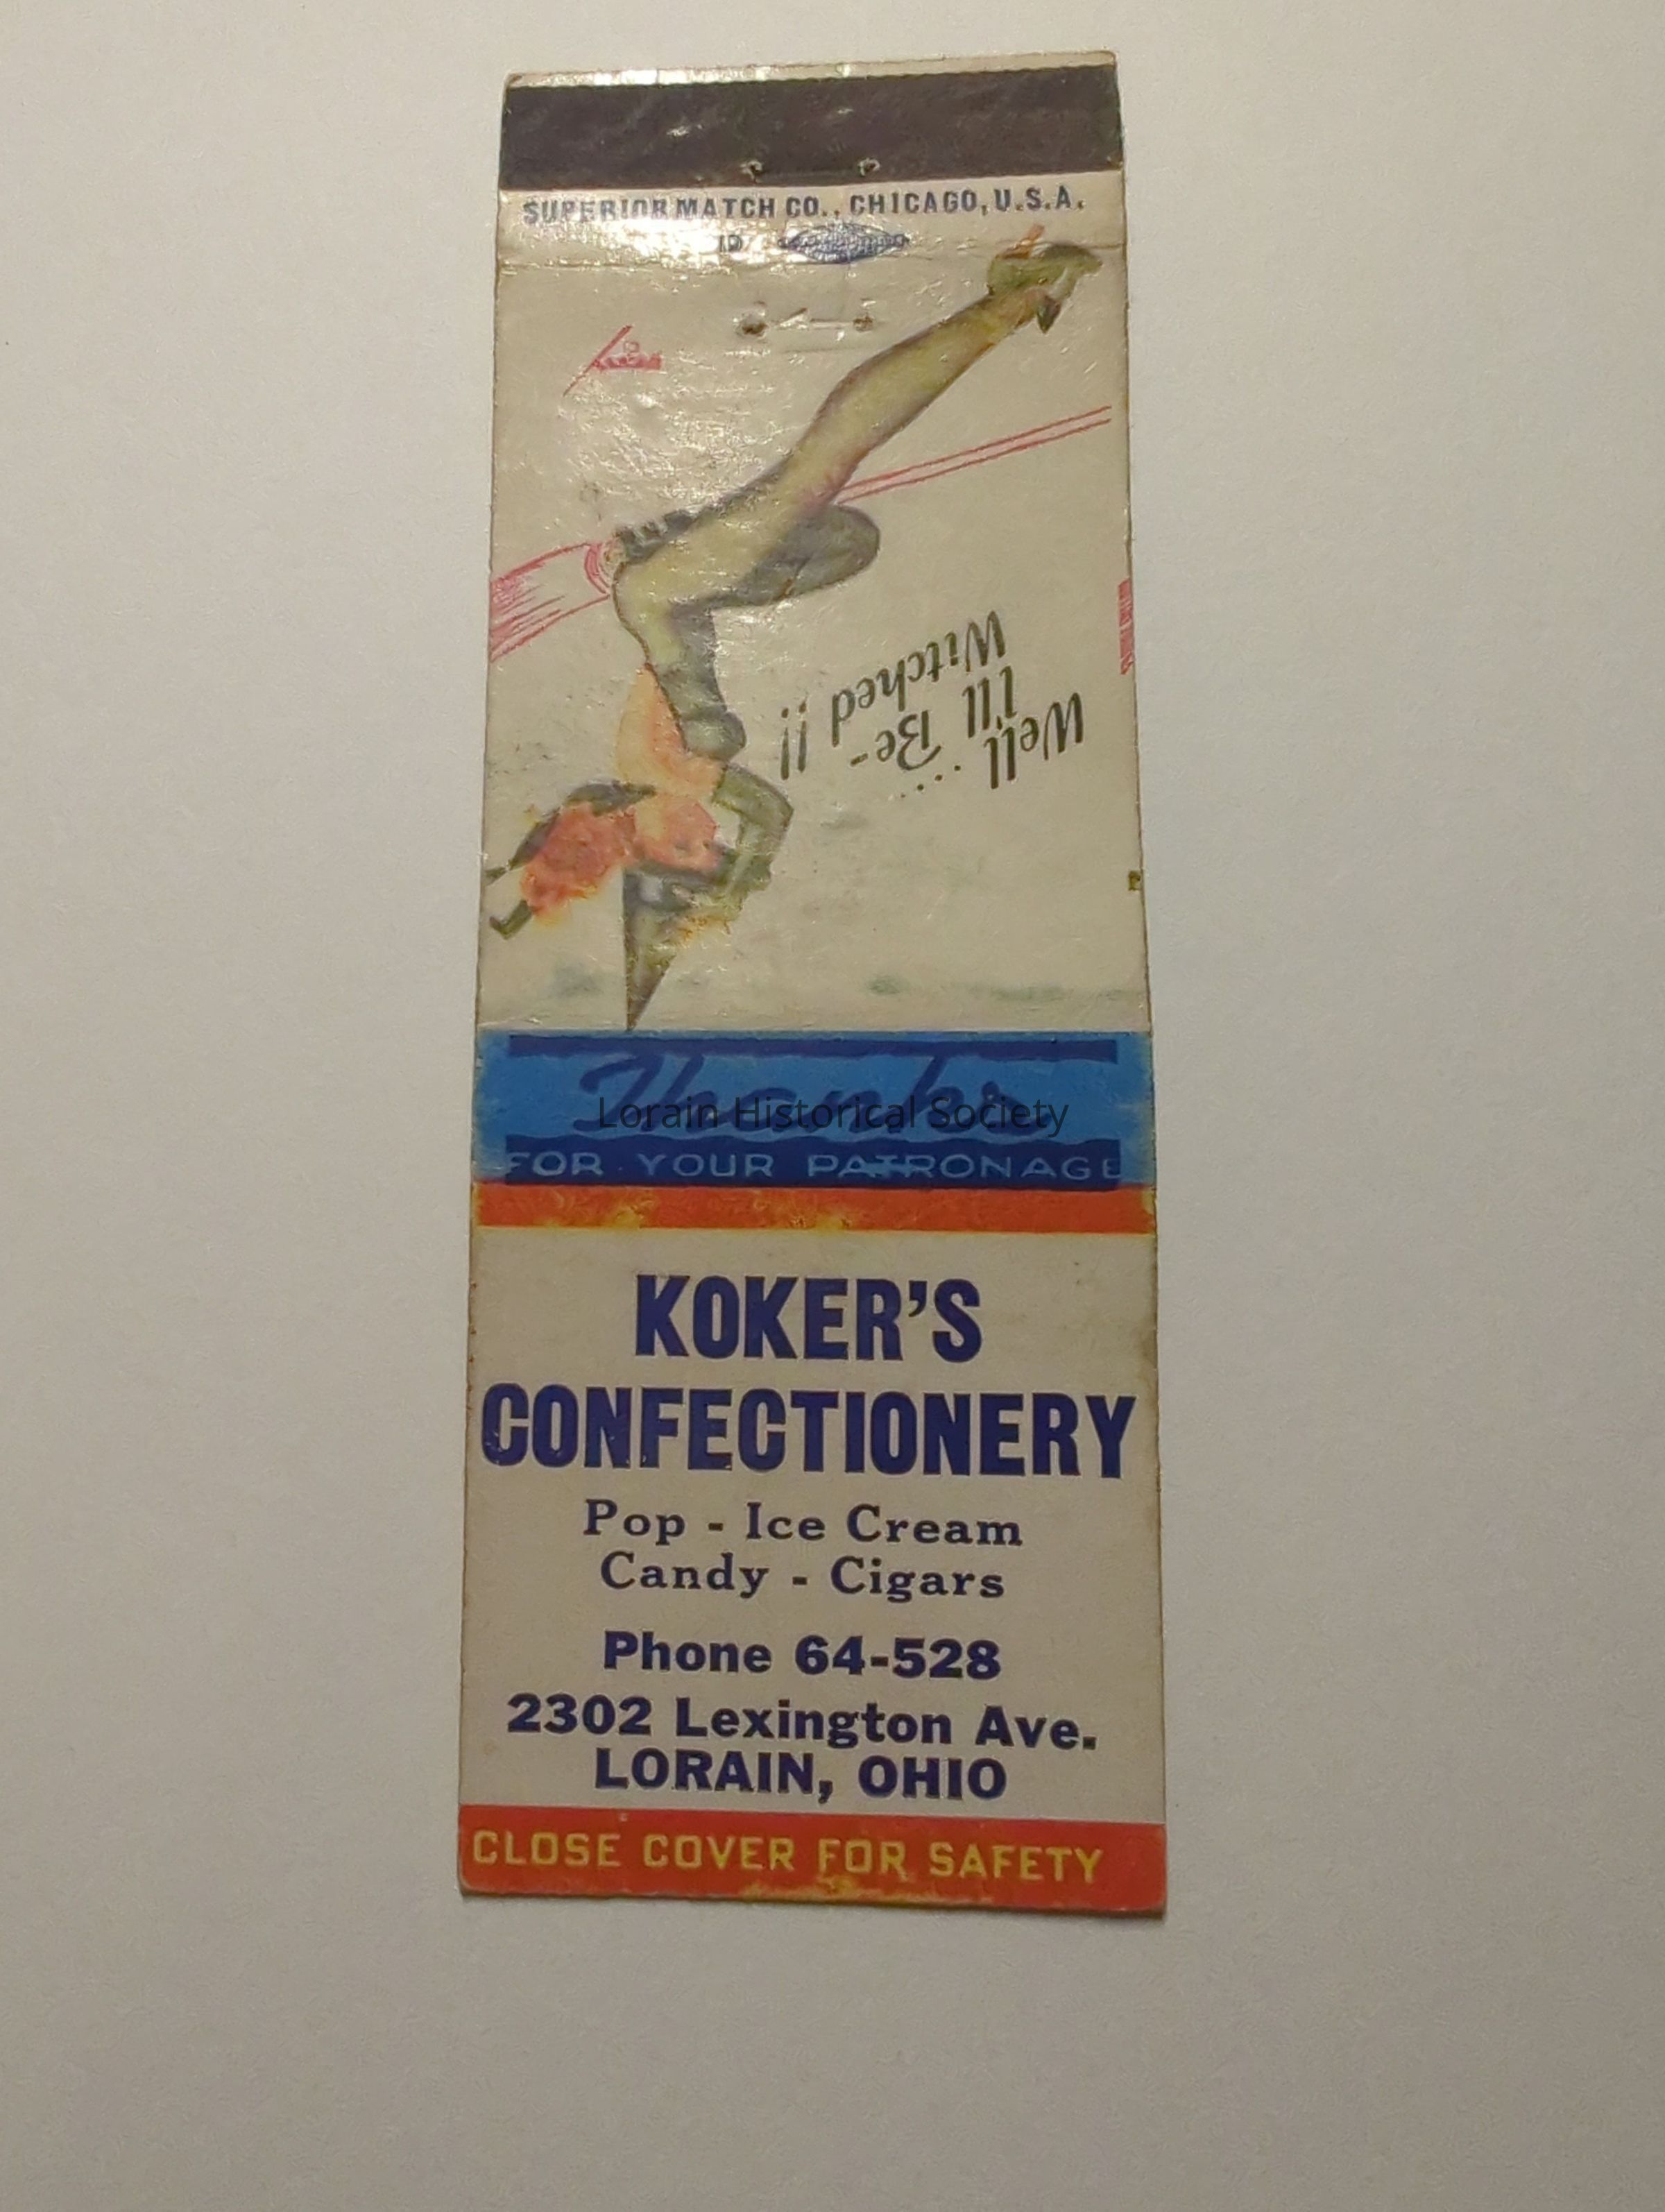 SUPERIOR MATCH CO., CHICAGO, U.S.A.
Well...
I'll Be-
Witched !!
Thanks
Lorain Historical Society
FOR YOUR PATRONAGE
KOKER'S
CONFECTIONERY
Pop - Ice Cream
Candy - Cigars
Phone 64-528
2302 Lexington Ave.
LORAIN, OHIO
CLOSE COVER FOR SAFETY